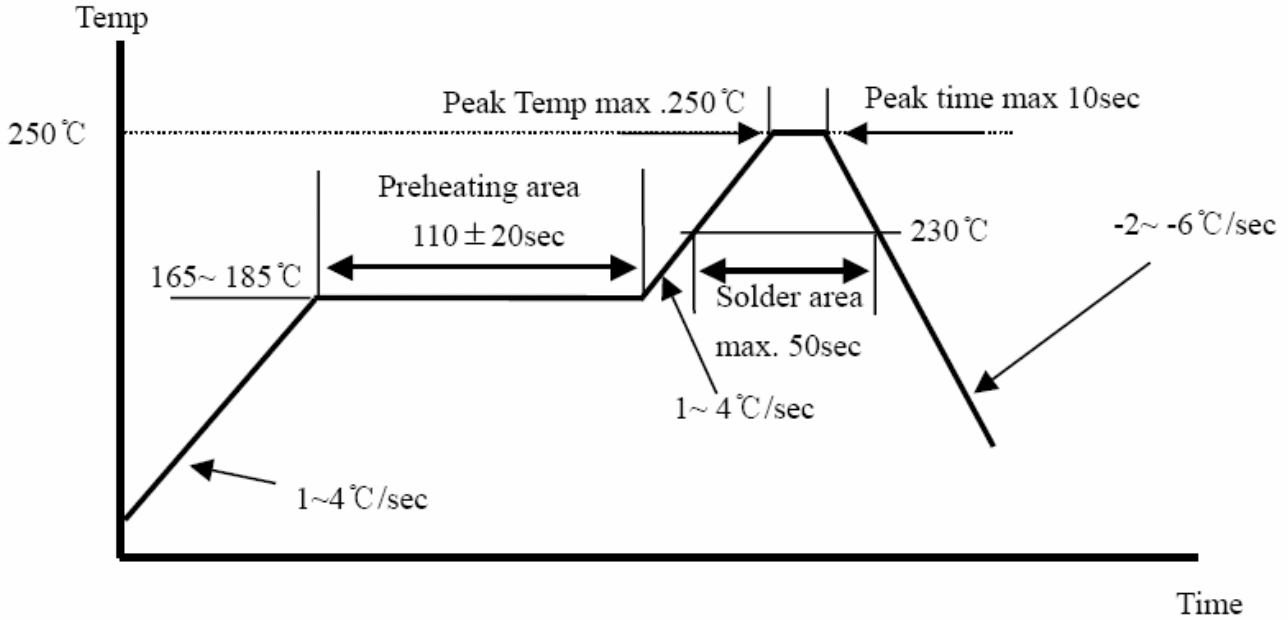 Temp
Peak Temp max .250℃
Peak time max 10sec
250℃
Preheating area
110±20sec
230℃
-2~ -6℃/sec
165~ 185℃
Solder area
max. 50sec
1~ 4℃/sec
1~4℃/sec
Time